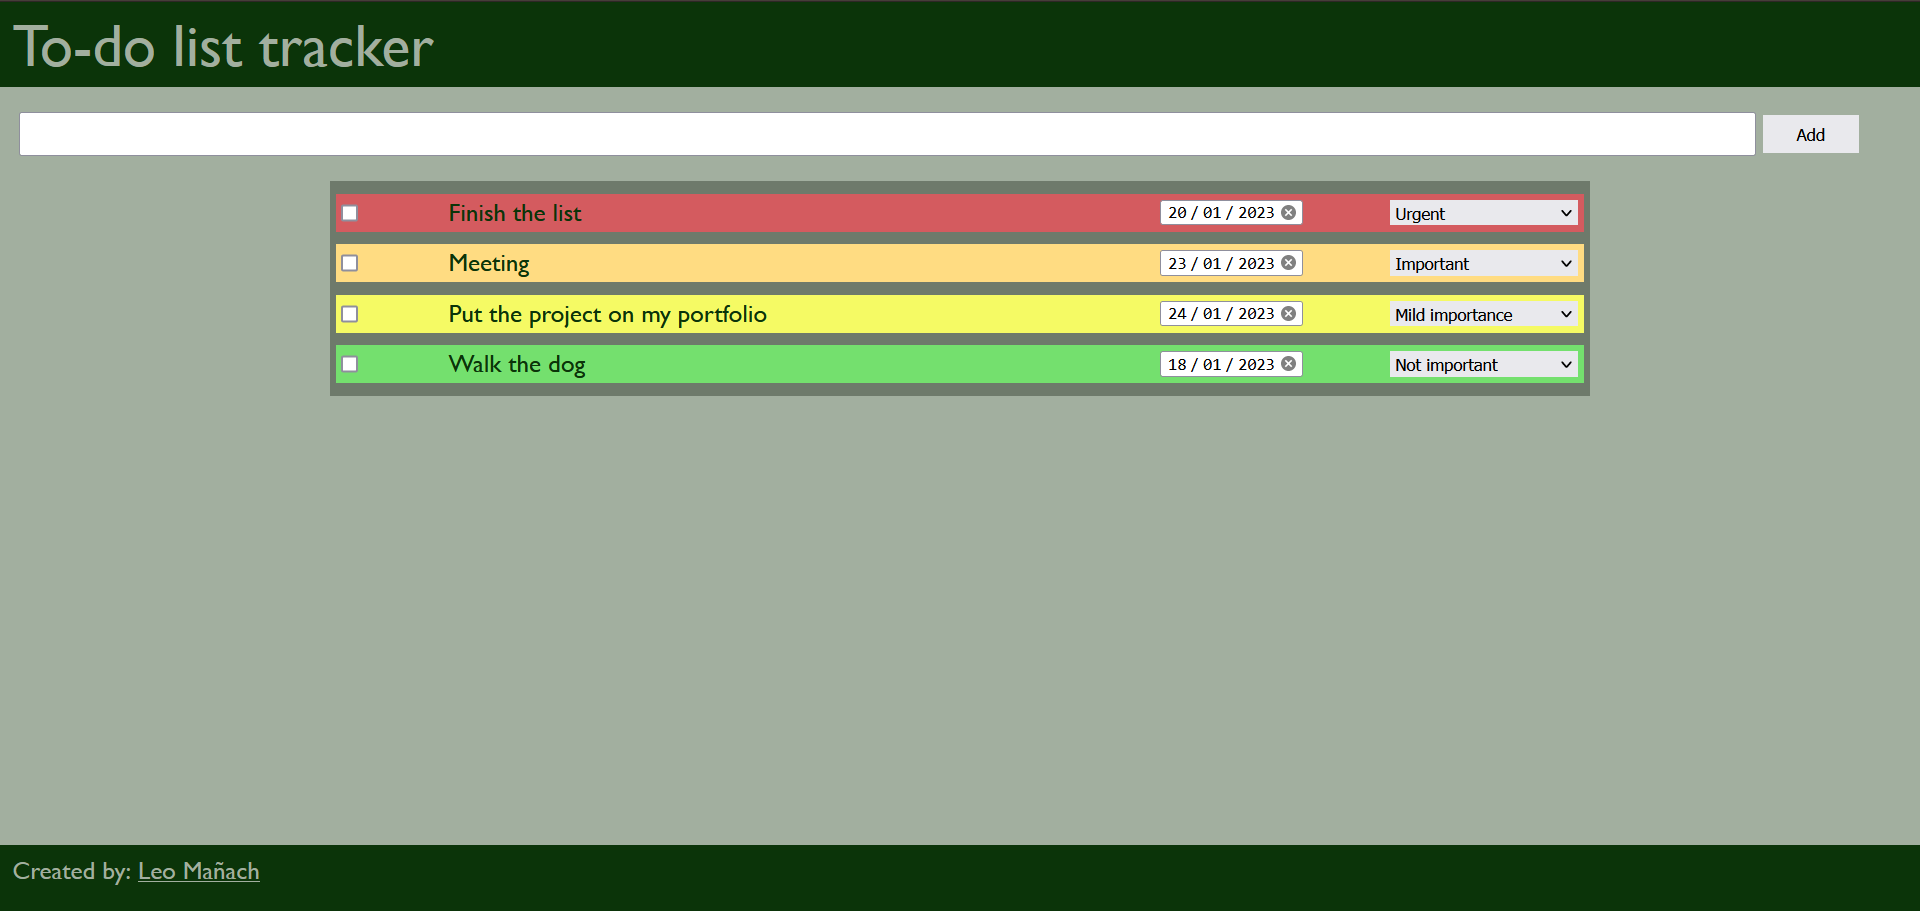 To-do list tracker
Add
Finish the list 20 / 01 / 2023 Urgent
Meeting 23 / 01 / 2023 Important
Put the project on my portfolio 24 / 01 / 2023 Mild importance
Walk the dog 18 / 01 / 2023 Not important
Created by: Leo Mañach